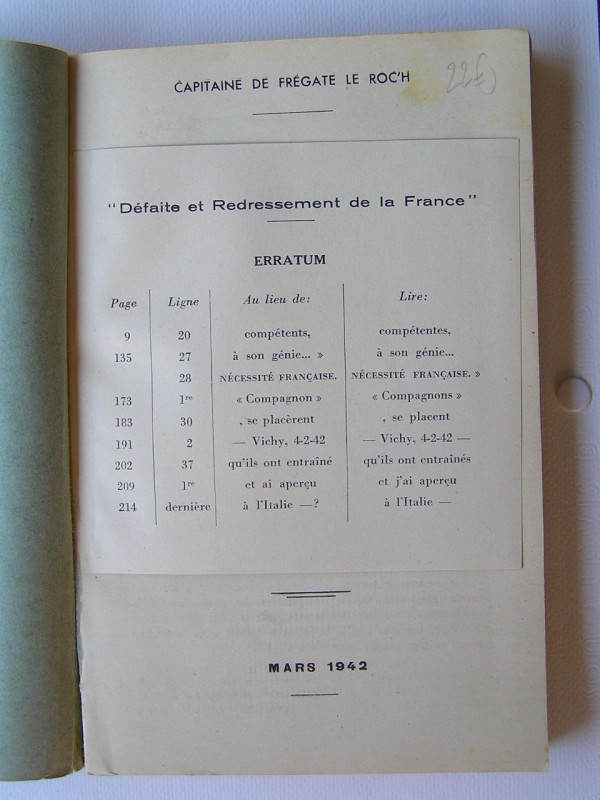 CAPITAINE DE FRÉGATE LE ROC'H
"Défaite et Redressement de la France"
ERRATUM
Page Ligne Au lieu de: Lire:
9 20 compétents, compétentes,
135 27 à son génie... » à son génie...
28 NÉCESSITÉ FRANÇAISE. NÉCESSITÉ FRANÇAISE. »
173 1re « Compagnon » « Compagnons »
183 30 , se placèrent , se placent
191 2 — Vichy, 4-2-42 — Vichy, 4-2-42 —
202 37 qu'ils ont entraîné qu'ils ont entraînés
209 1re et ai aperçu et j'ai aperçu
214 dernière à l'Italie —? à l'Italie —
MARS 1942